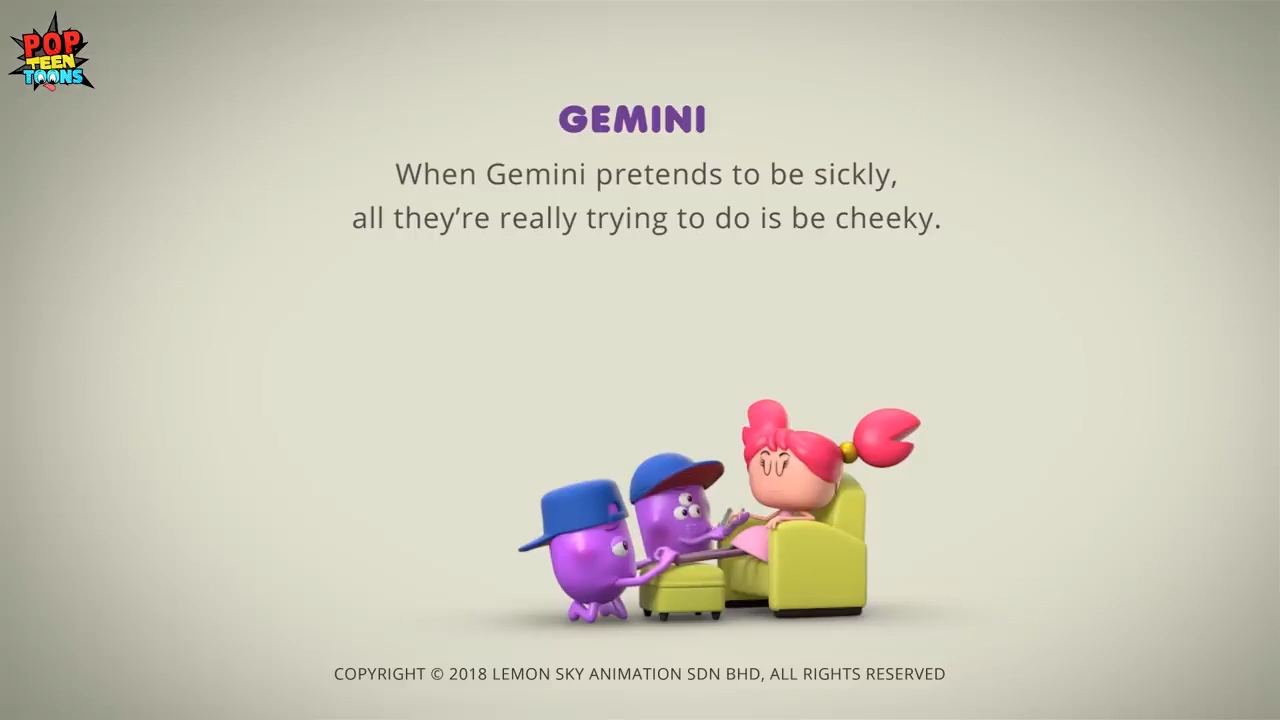 POP
TEEN
TOONS
GEMINI
When Gemini pretends to be sickly,
all they’re really trying to do is be cheeky.
COPYRIGHT © 2018 LEMON SKY ANIMATION SDN BHD, ALL RIGHTS RESERVED